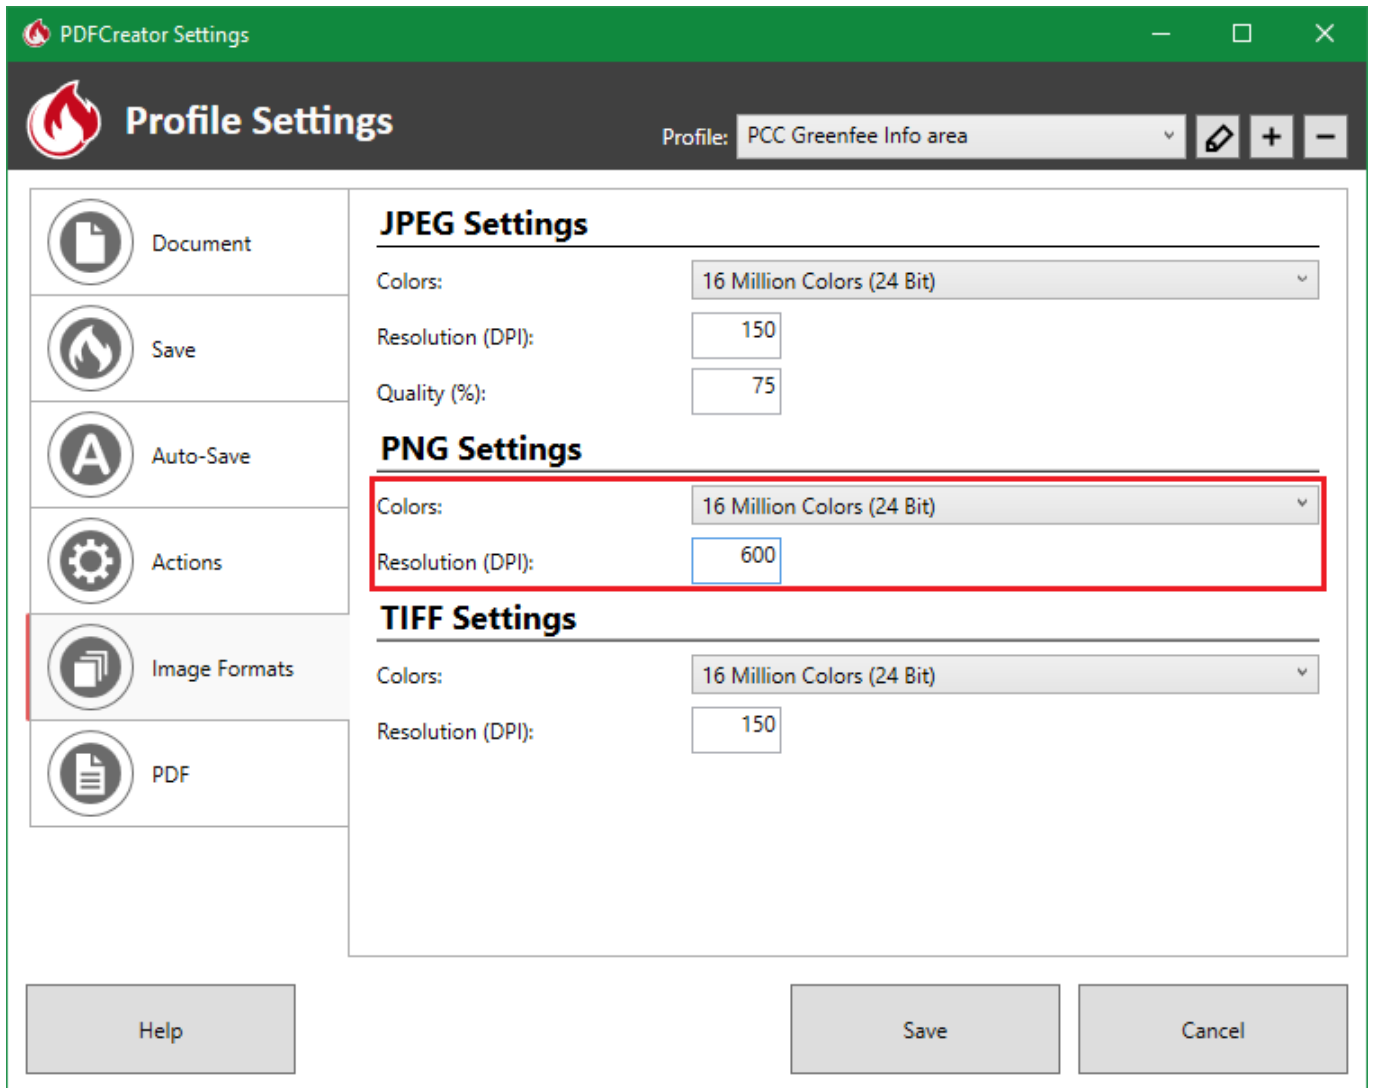 PDFCreator Settings
Profile Settings
Profile: PCC Greenfee Info area
Document
Save
Auto-Save
Actions
Image Formats
PDF
JPEG Settings
Colors: 16 Million Colors (24 Bit)
Resolution (DPI): 150
Quality (%): 75
PNG Settings
Colors: 16 Million Colors (24 Bit)
Resolution (DPI): 600
TIFF Settings
Colors: 16 Million Colors (24 Bit)
Resolution (DPI): 150
Help Save Cancel